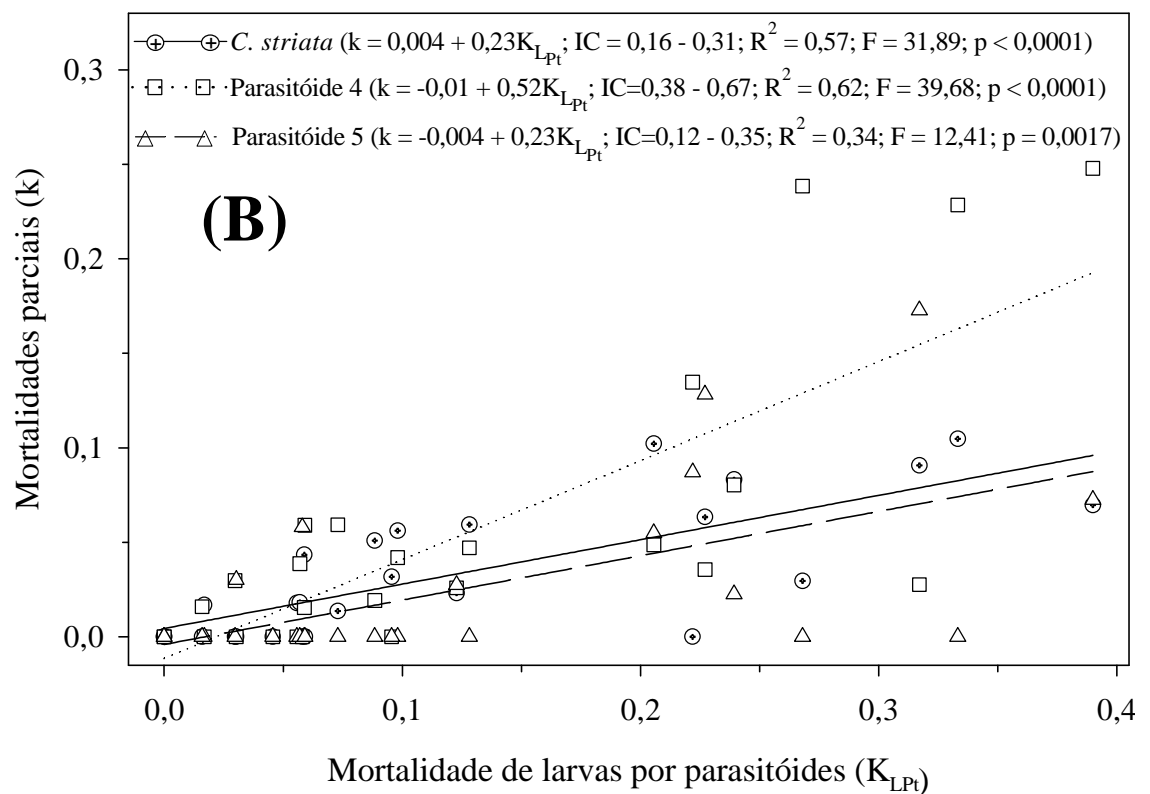 C. striata (k = 0,004 + 0,23K_LPt; IC = 0,16 - 0,31; R² = 0,57; F = 31,89; p < 0,0001)
Parasitóide 4 (k = -0,01 + 0,52K_LPt; IC=0,38 - 0,67; R² = 0,62; F = 39,68; p < 0,0001)
Parasitóide 5 (k = -0,004 + 0,23K_LPt; IC=0,12 - 0,35; R² = 0,34; F = 12,41; p = 0,0017)
(B)
Mortalidades parciais (k)
0,3
0,2
0,1
0,0
0,0 0,1 0,2 0,3 0,4
Mortalidade de larvas por parasitóides (K_LPt)